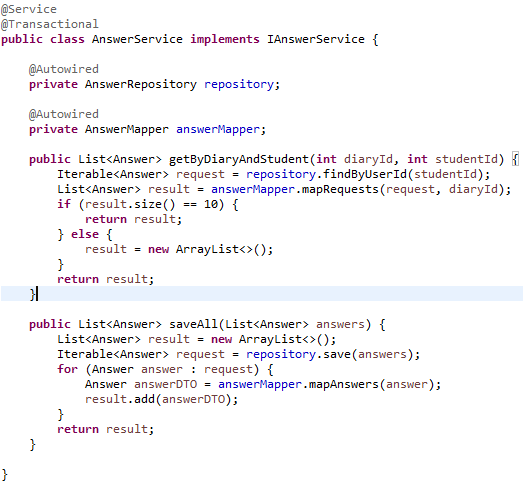 @Service
@Transactional
public class AnswerService implements IAnswerService {
@Autowired
private AnswerRepository repository;
@Autowired
private AnswerMapper answerMapper;
public List<Answer> getByDiaryAndStudent(int diaryId, int studentId) {
Iterable<Answer> request = repository.findByUserId(studentId);
List<Answer> result = answerMapper.mapRequests(request, diaryId);
if (result.size() == 10) {
return result;
} else {
result = new ArrayList<>();
}
return result;
}
public List<Answer> saveAll(List<Answer> answers) {
List<Answer> result = new ArrayList<>();
Iterable<Answer> request = repository.save(answers);
for (Answer answer : request) {
Answer answerDTO = answerMapper.mapAnswers(answer);
result.add(answerDTO);
}
return result;
}
}